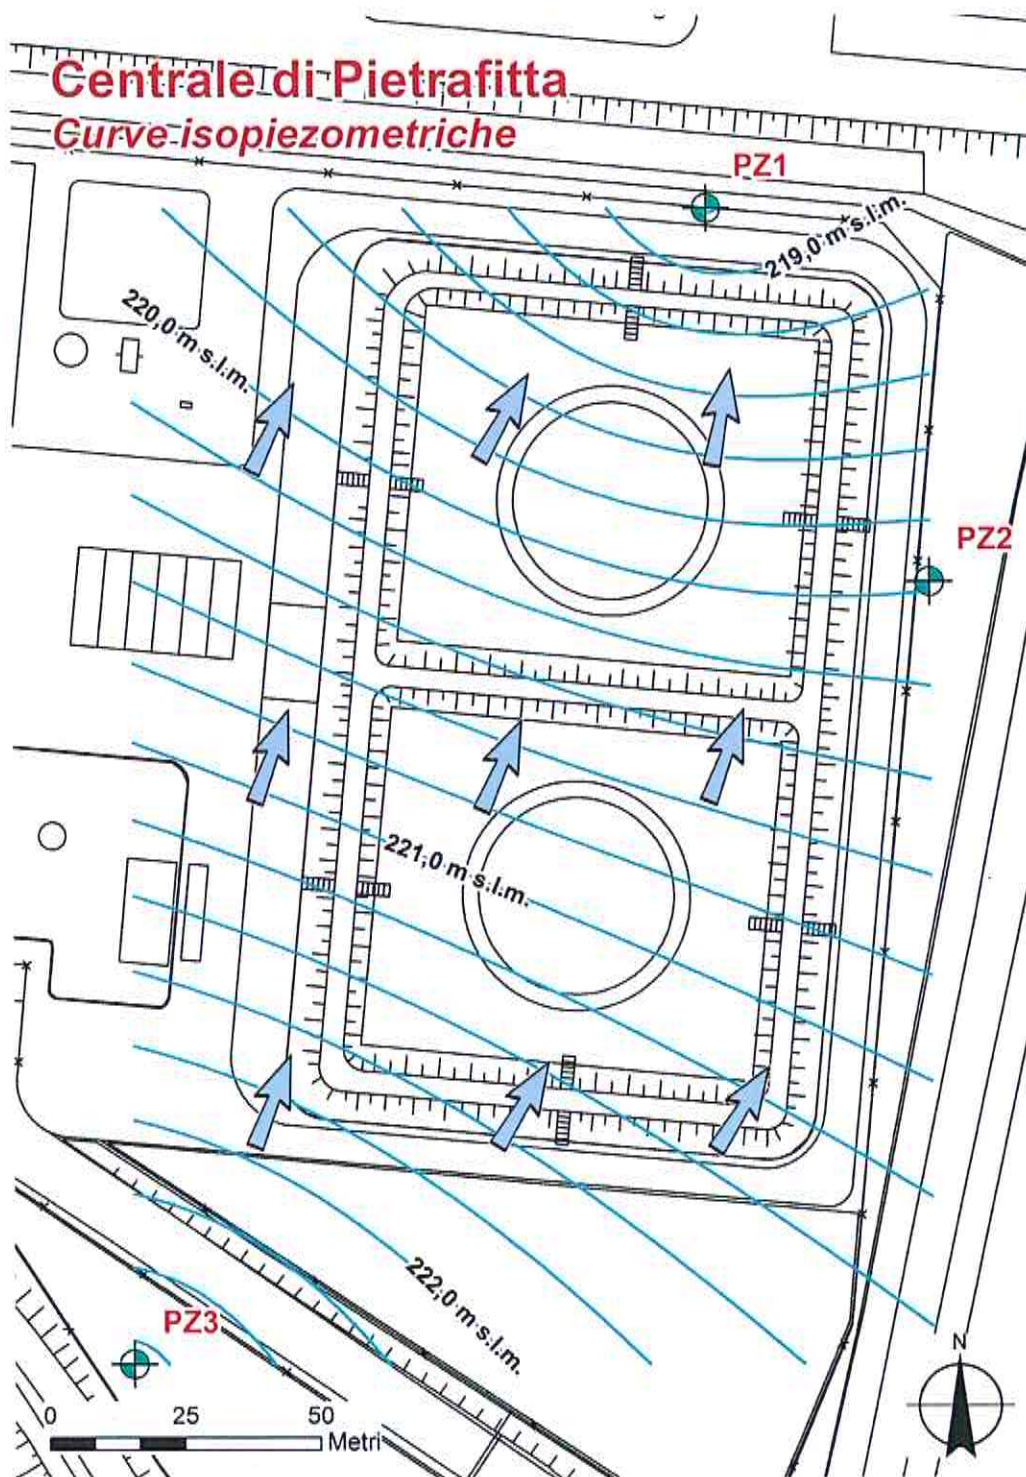 Centrale di Pietrafitta
Curve isopiezometriche
PZ1
219,0 m s.l.m.
220,0 m s.l.m.
PZ2
221,0 m s.l.m.
222,0 m s.l.m.
PZ3
N
0 25 50
Metri